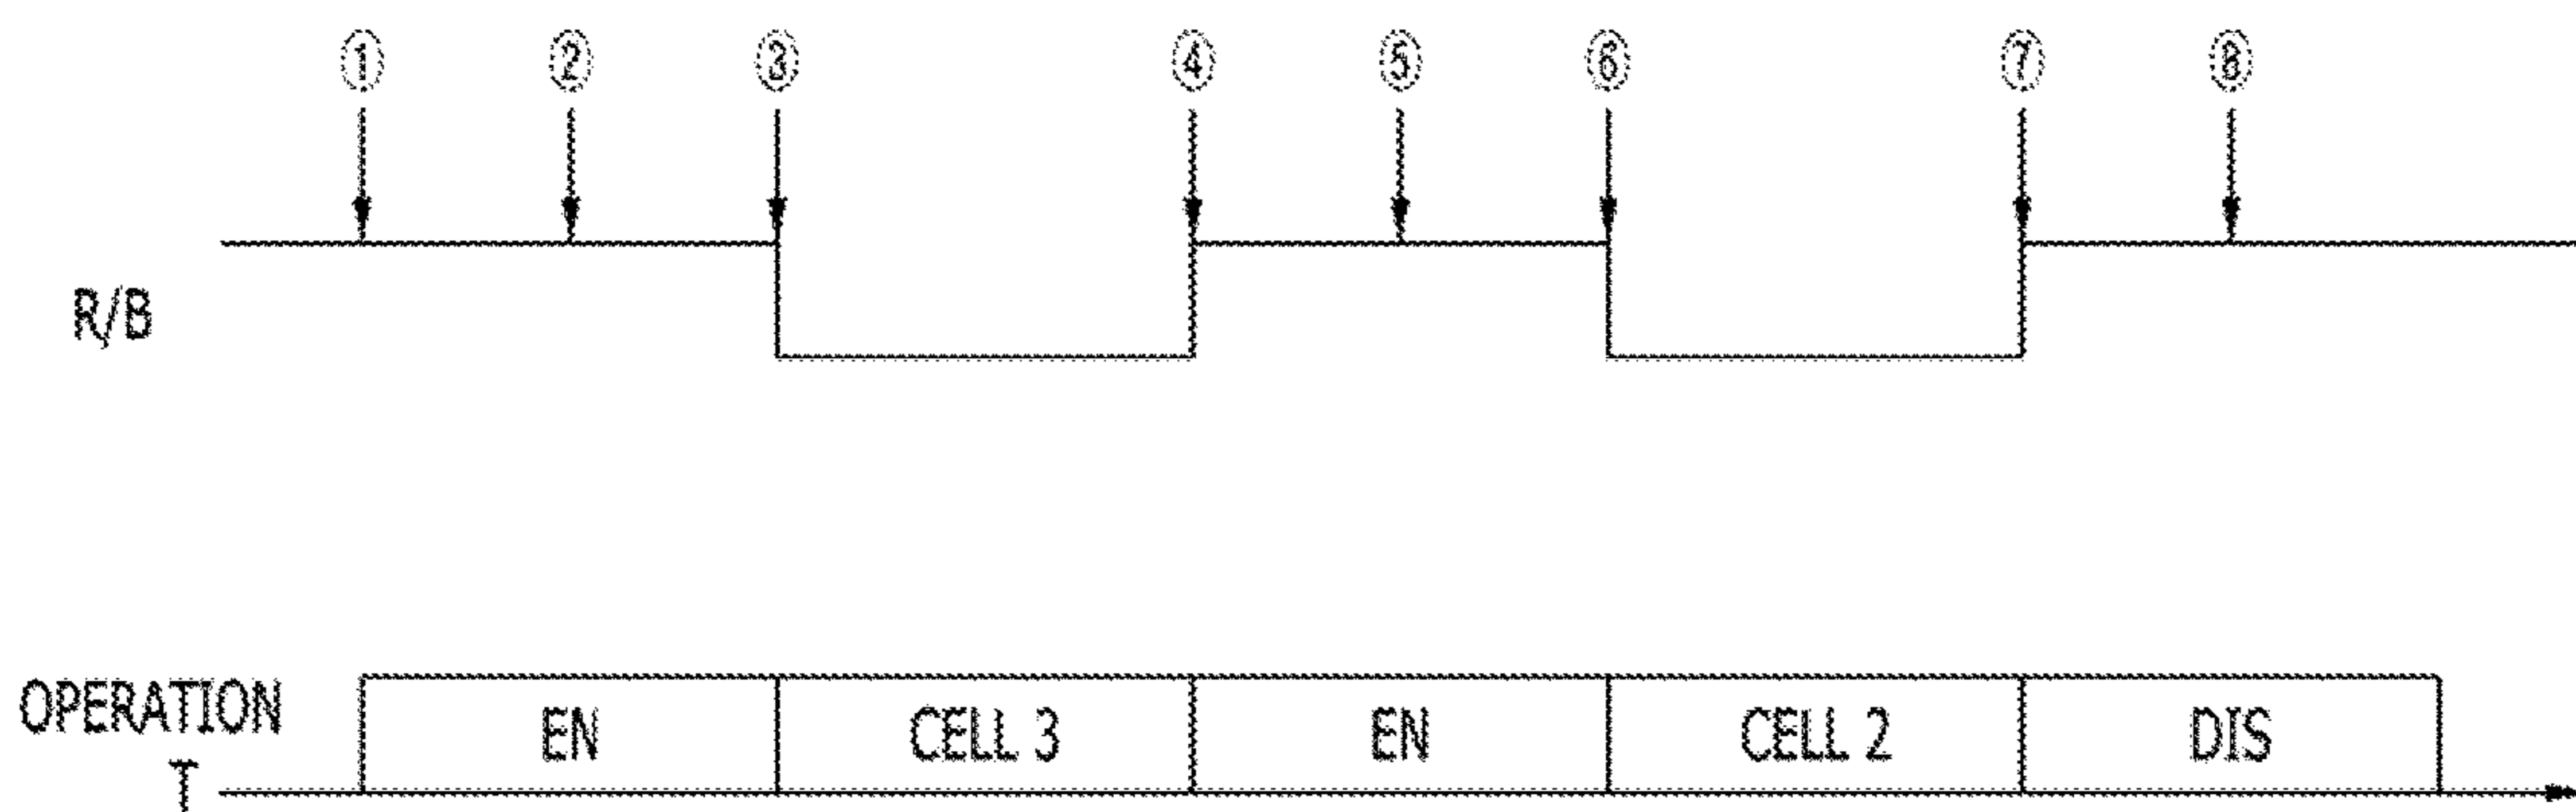 ① ② ③ ④ ⑤ ⑥ ⑦ ⑧
R/B
OPERATION
EN CELL 3 EN CELL 2 DIS
T